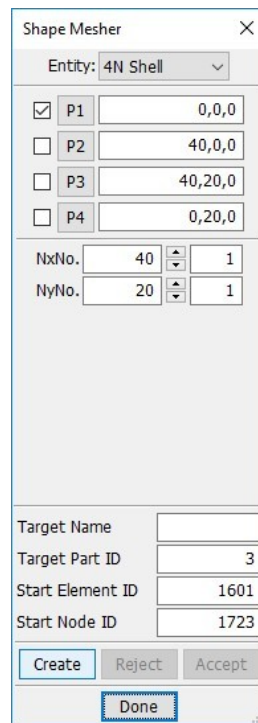 Shape Mesher
Entity: 4N Shell
P1 0,0,0
P2 40,0,0
P3 40,20,0
P4 0,20,0
NxNo. 40 1
NyNo. 20 1
Target Name
Target Part ID 3
Start Element ID 1601
Start Node ID 1723
Create Reject Accept
Done